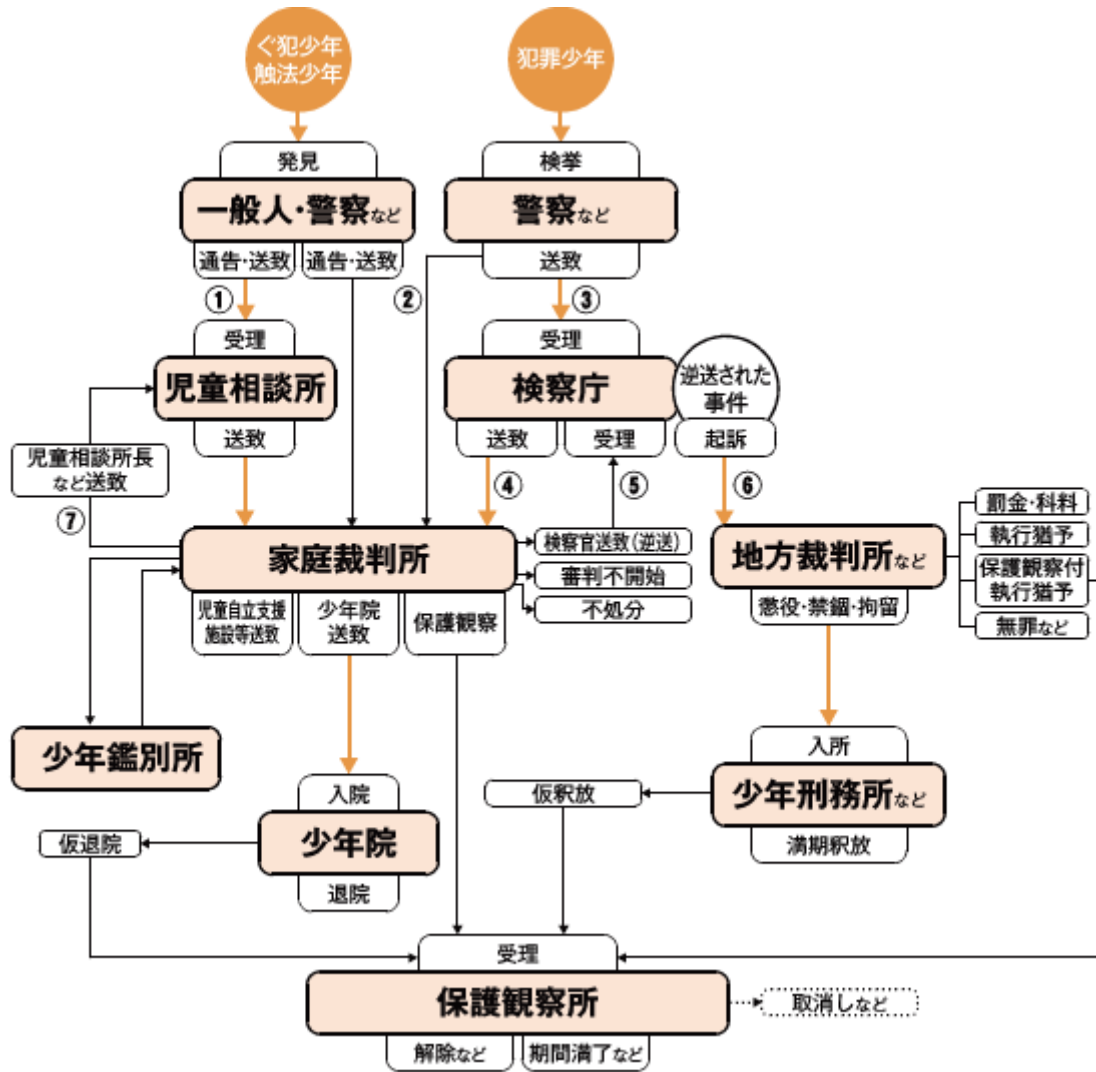 ぐ犯少年
触法少年
犯罪少年
発見
一般人・警察など
通告・送致
通告・送致
検挙
警察など
送致
①
②
③
受理
児童相談所
送致
受理
検察庁
送致
受理
逆送された
事件
起訴
児童相談所長
など送致
④
⑤
⑥
⑦
家庭裁判所
児童自立支援
施設等送致
少年院
送致
保護観察
検察官送致(逆送)
審判不開始
不処分
地方裁判所など
懲役・禁錮・拘留
罰金・科料
執行猶予
保護観察付
執行猶予
無罪など
少年鑑別所
入院
少年院
退院
仮退院
入所
少年刑務所など
満期釈放
仮釈放
受理
保護観察所
解除など
期間満了など
取消しなど